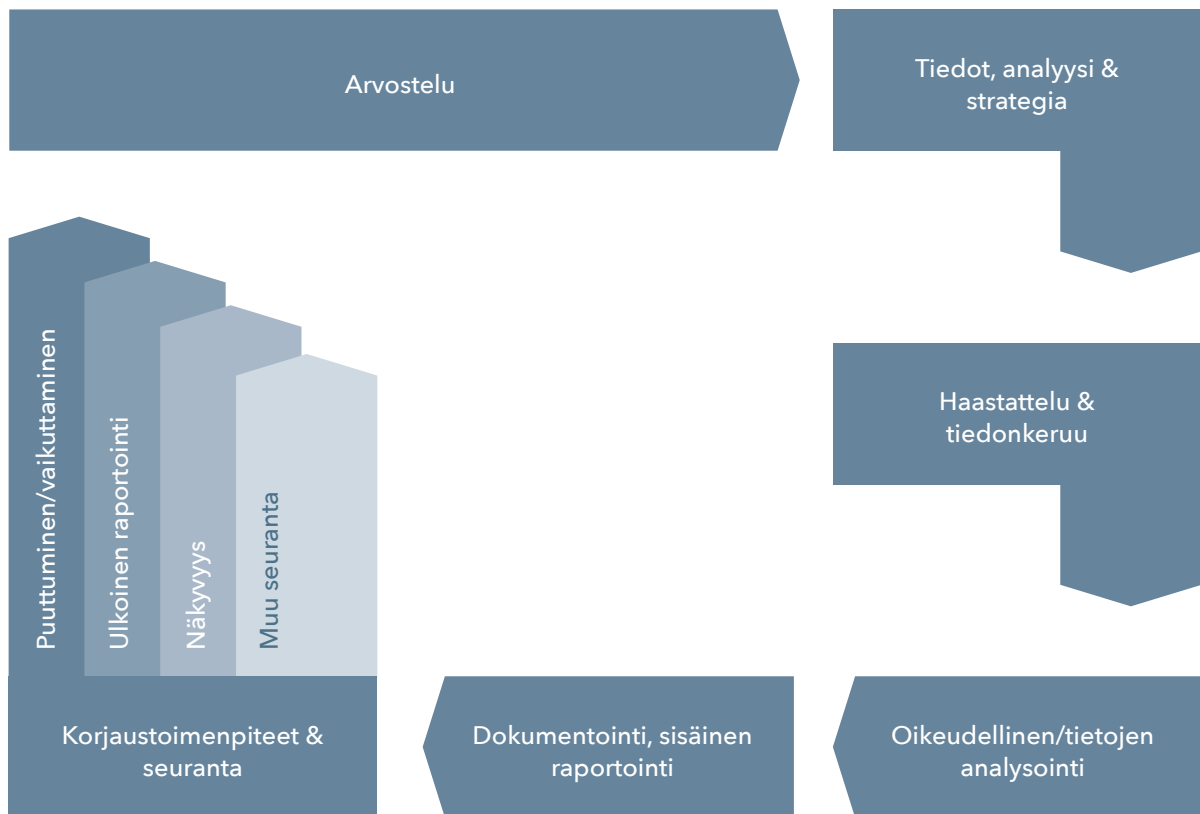 Arvostelu
Tiedot, analyysi &
strategia
Haastattelu &
tiedonkeruu
Puuttuminen/vaikuttaminen
Ulkoinen raportointi
Näkyvyys
Muu seuranta
Korjaustoimenpiteet &
seuranta
Dokumentointi, sisäinen
raportointi
Oikeudellinen/tietojen
analysointi